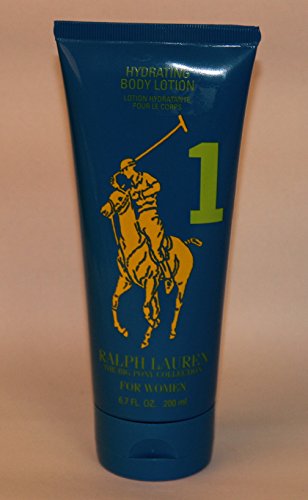 HYDRATING
BODY LOTION
LOTION HYDRATANTE
POUR LE CORPS
1
RALPH LAUREN
THE BIG PONY COLLECTION
FOR WOMEN
6.7 FL. OZ. 200 ml